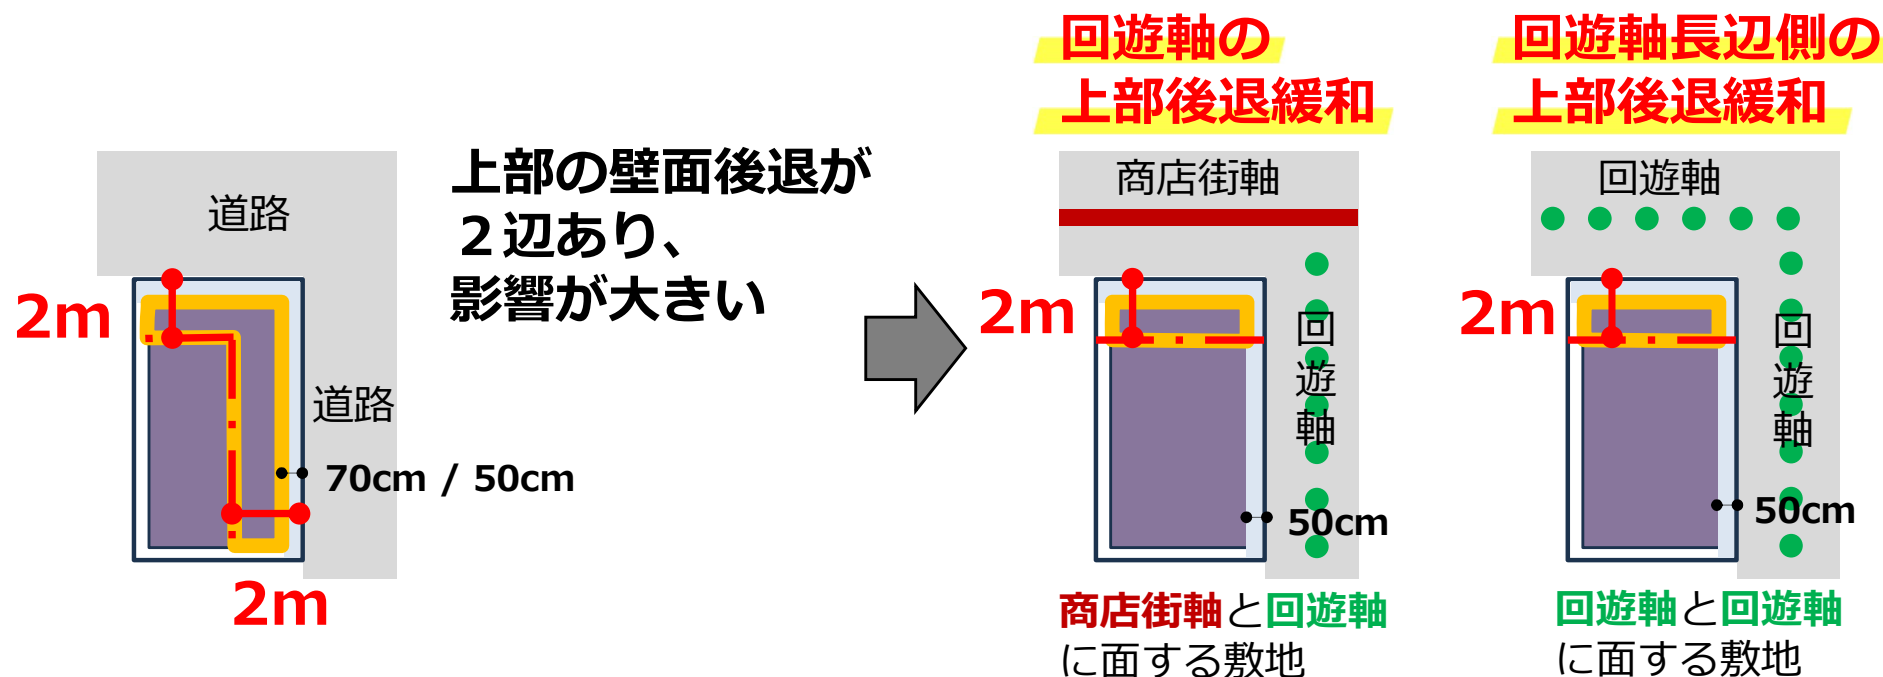 道路
2m
道路
70cm / 50cm
2m
上部の壁面後退が
２辺あり、
影響が大きい
回遊軸の
上部後退緩和
商店街軸
2m
回遊軸
50cm
商店街軸と回遊軸
に面する敷地
回遊軸長辺側の
上部後退緩和
回遊軸
2m
回遊軸
50cm
回遊軸と回遊軸
に面する敷地